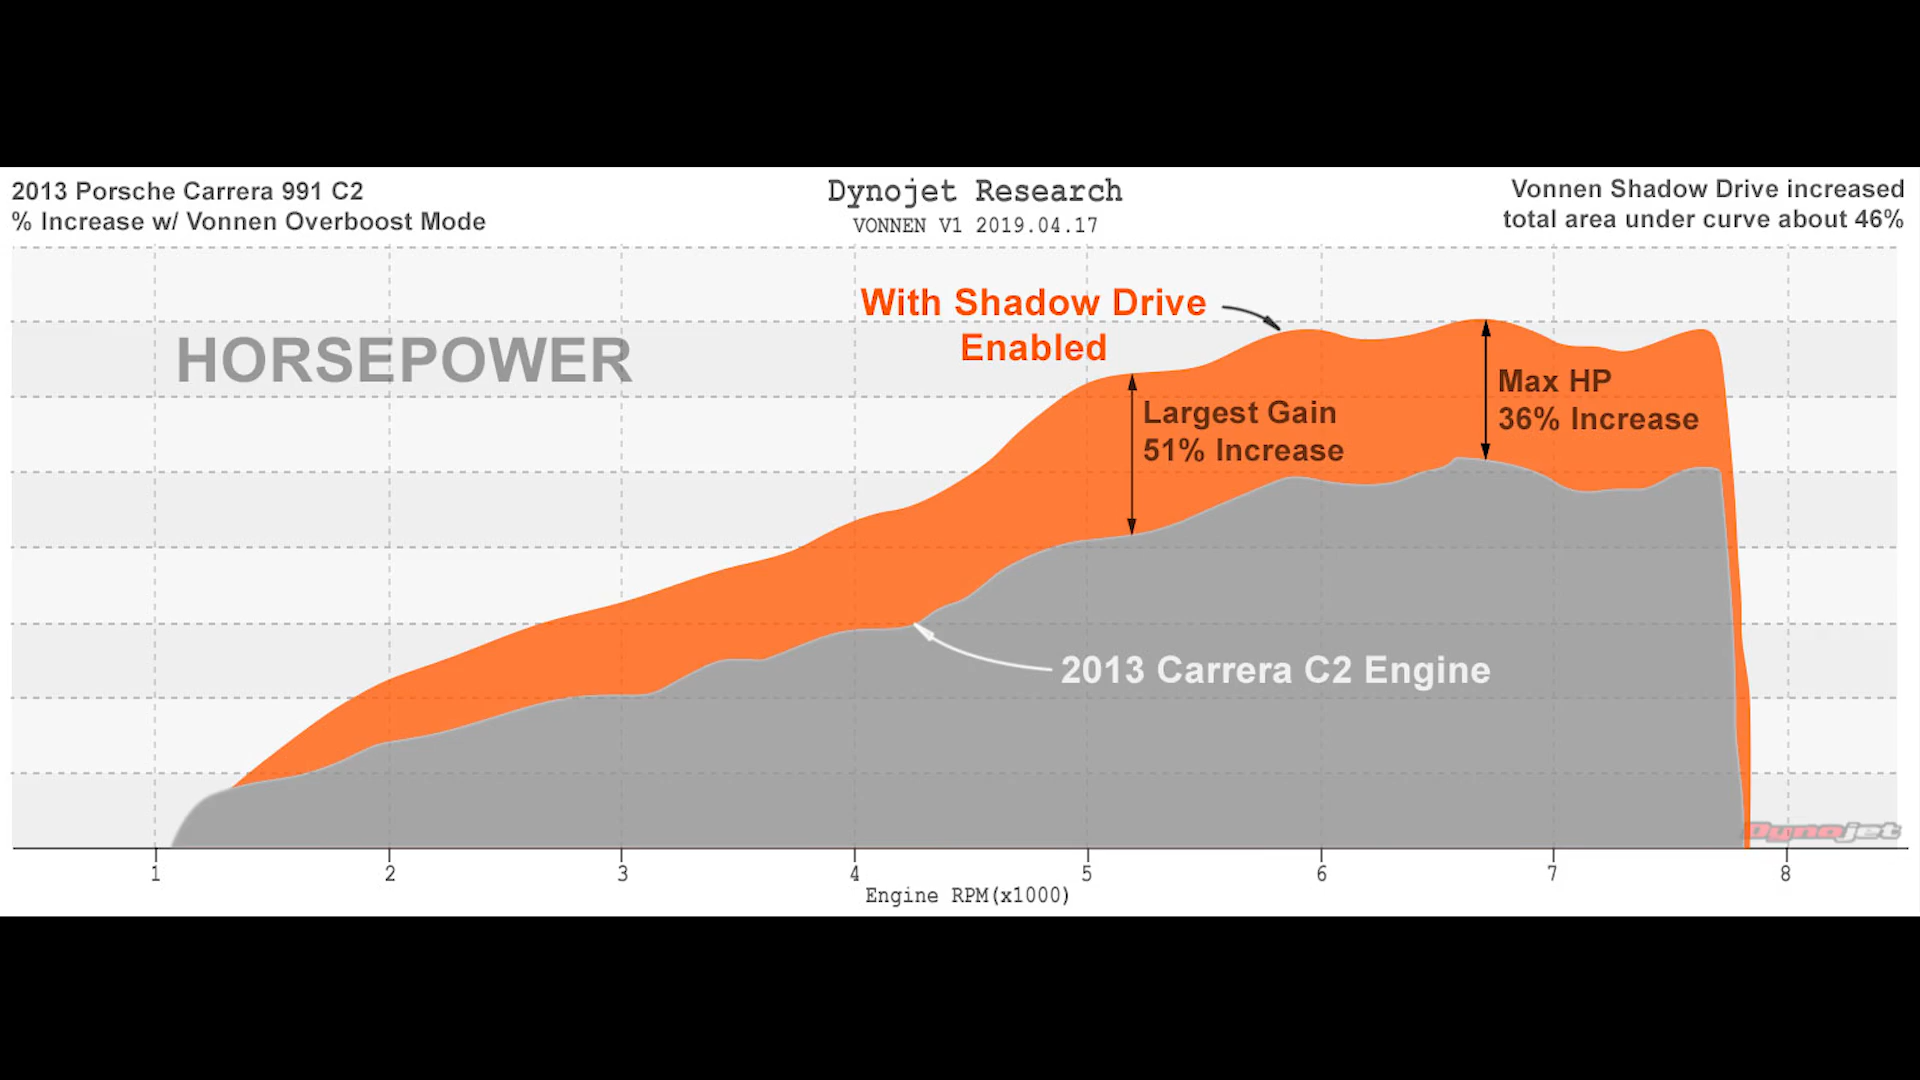 2013 Porsche Carrera 991 C2
% Increase w/ Vonnen Overboost Mode
Dynojet Research
VONNEN V1 2019.04.17
Vonnen Shadow Drive increased
total area under curve about 46%
HORSEPOWER
With Shadow Drive
Enabled
Largest Gain
51% Increase
Max HP
36% Increase
2013 Carrera C2 Engine
Dynojet
1 2 3 4 5 6 7 8
Engine RPM(x1000)